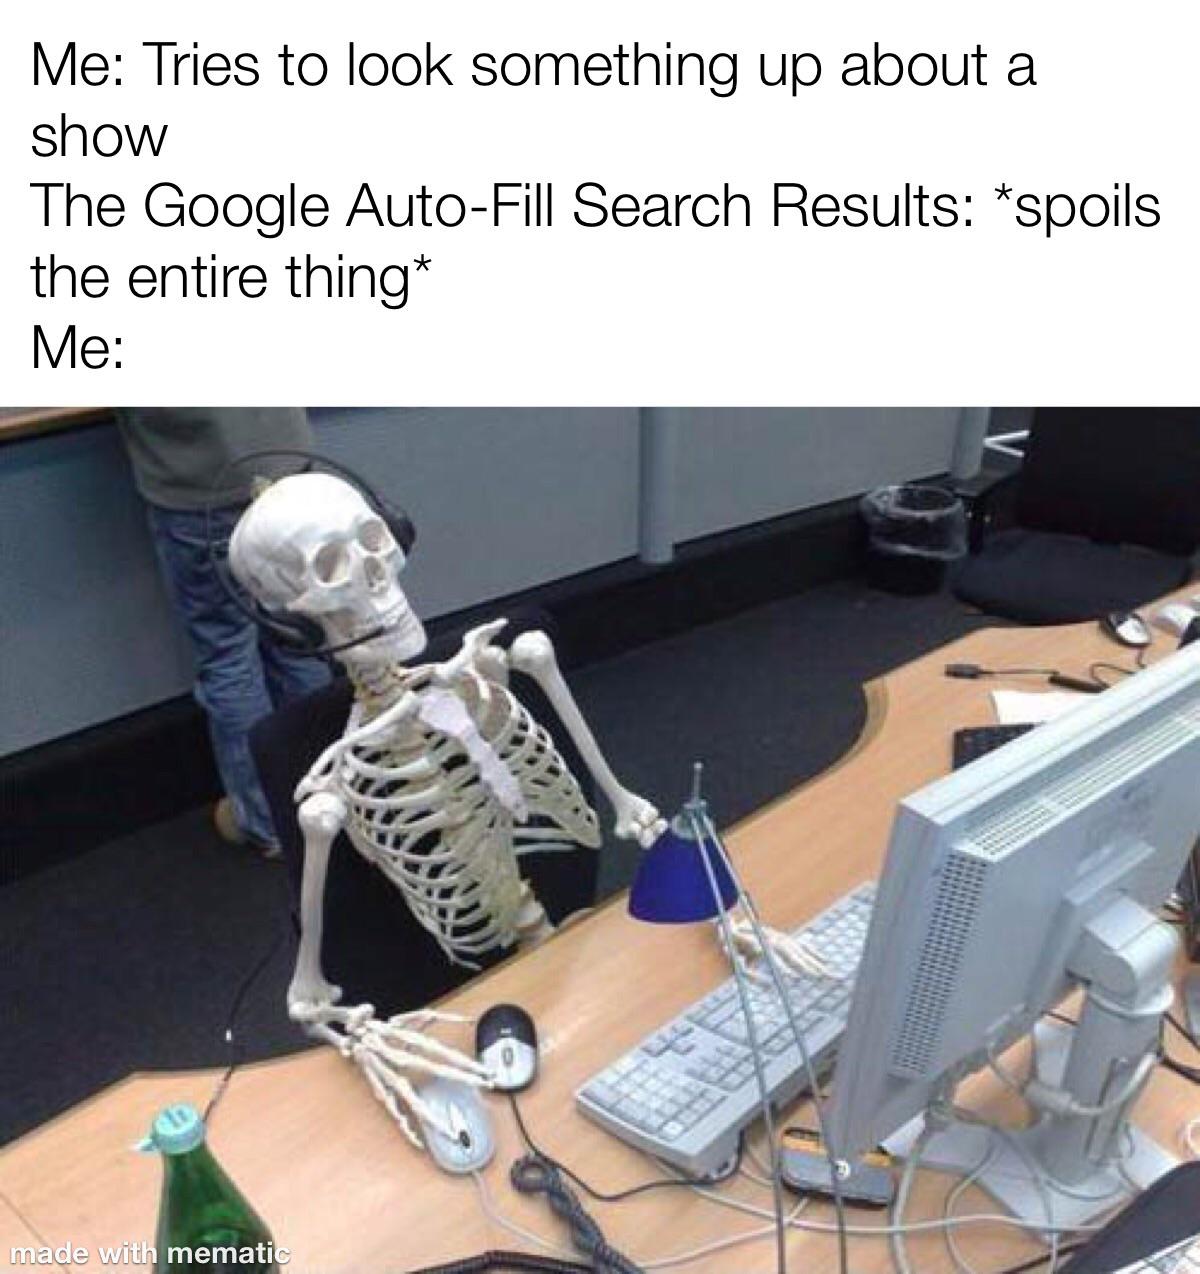 Me: Tries to look something up about a
show
The Google Auto-Fill Search Results: *spoils
the entire thing*
Me:
made with mematic